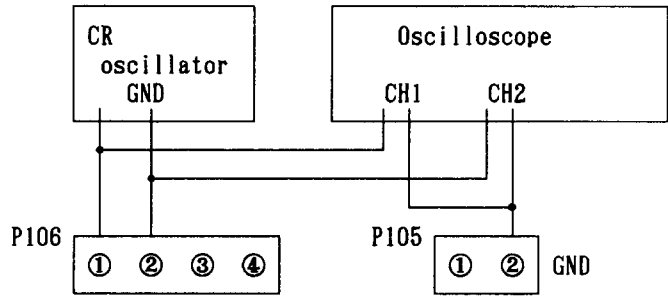 CR
oscillator
GND
Oscilloscope
CH1 CH2
P106
① ② ③ ④
P105
① ② GND